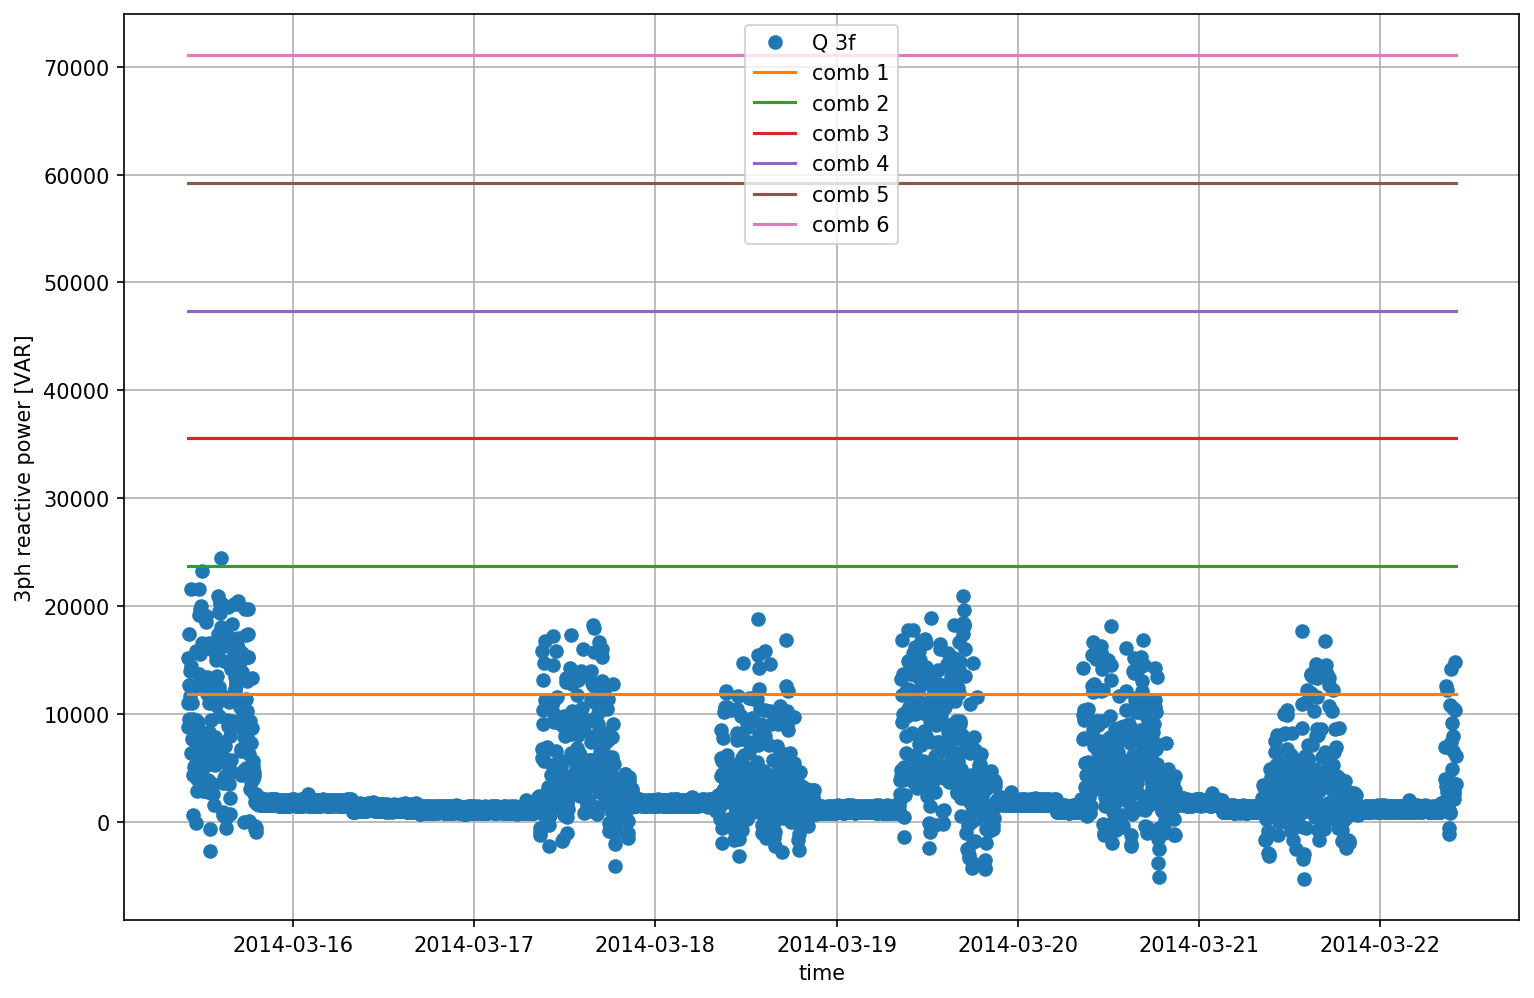 70000
60000
50000
40000
30000
20000
10000
0
3ph reactive power [VAR]
Q 3f
comb 1
comb 2
comb 3
comb 4
comb 5
comb 6
2014-03-16
2014-03-17
2014-03-18
2014-03-19
2014-03-20
2014-03-21
2014-03-22
time